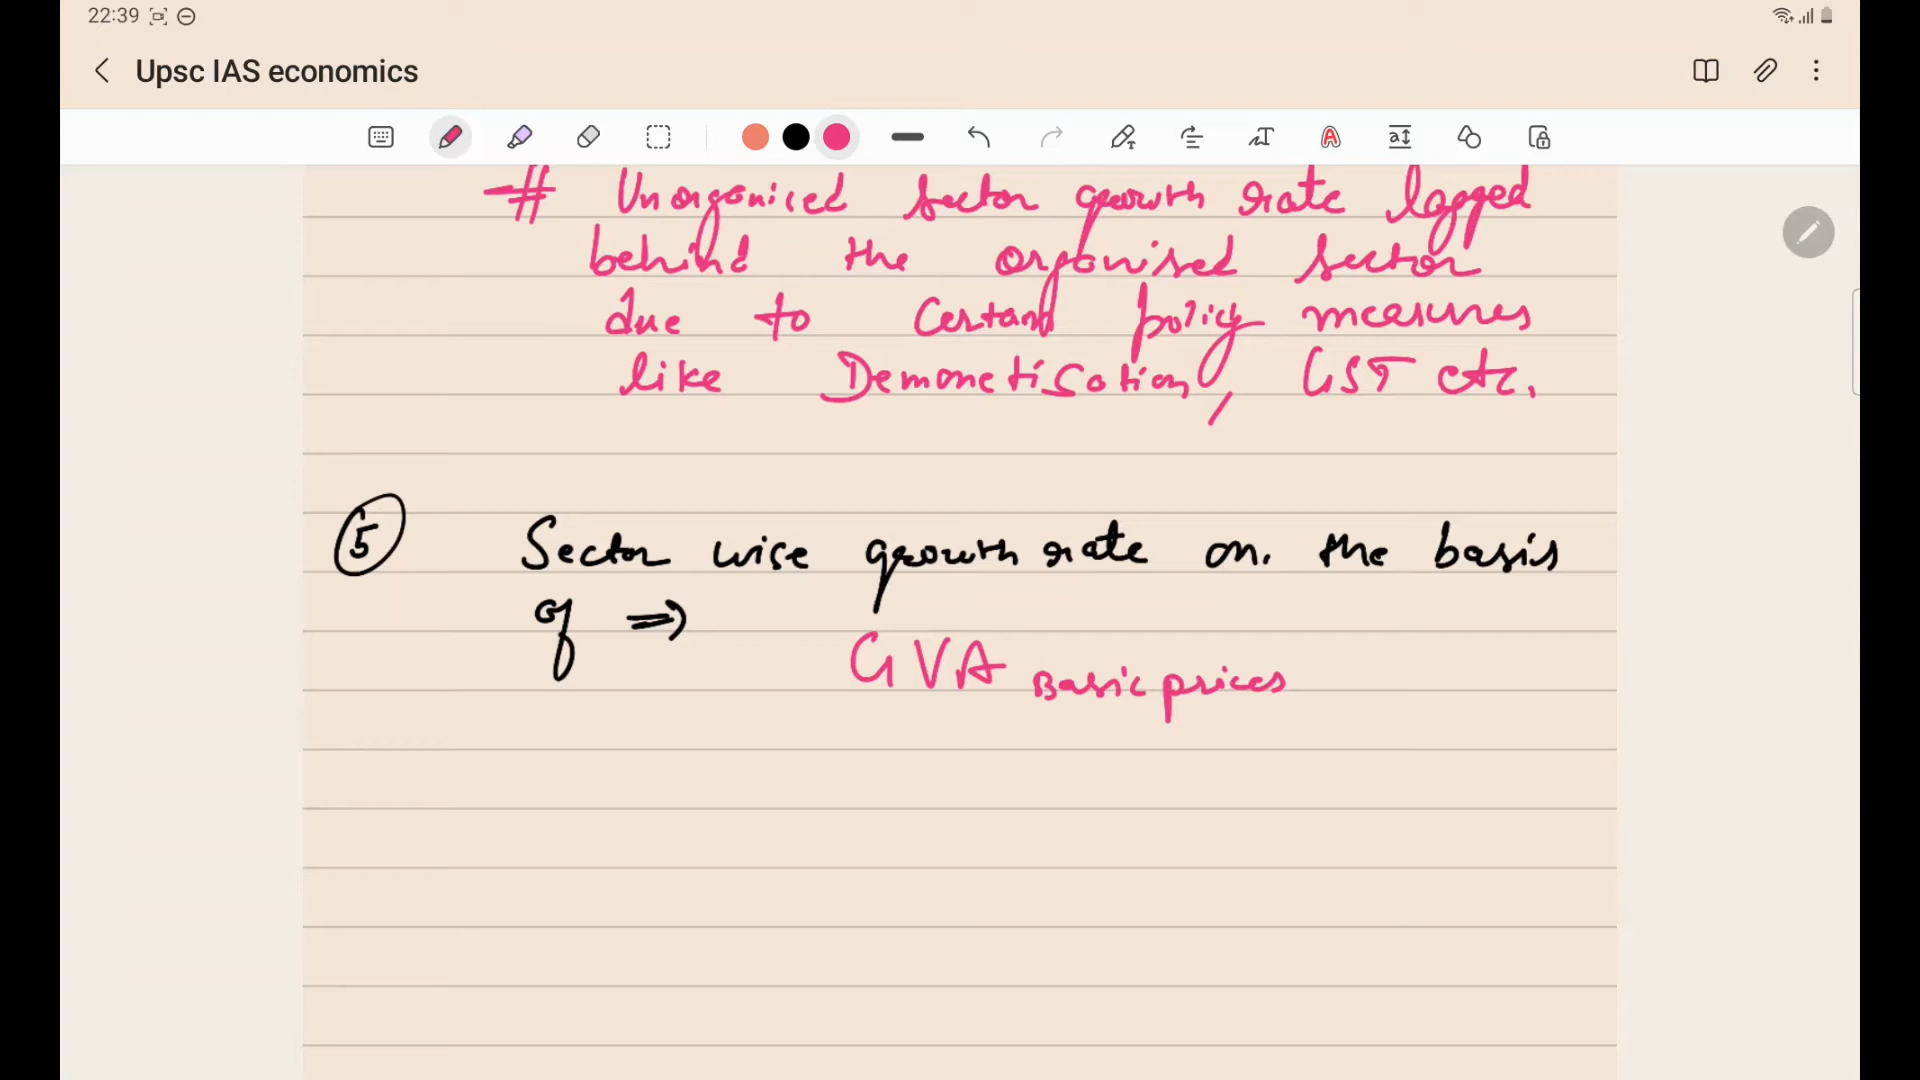 22:39
Upsc IAS economics
# Unorganised sector growth rate lagged
behind the organised sector
due to certain policy measures
like Demonetisation, GST etc.
5 Sector wise growth rate on. the basis
of ⇒
GVA Basic prices